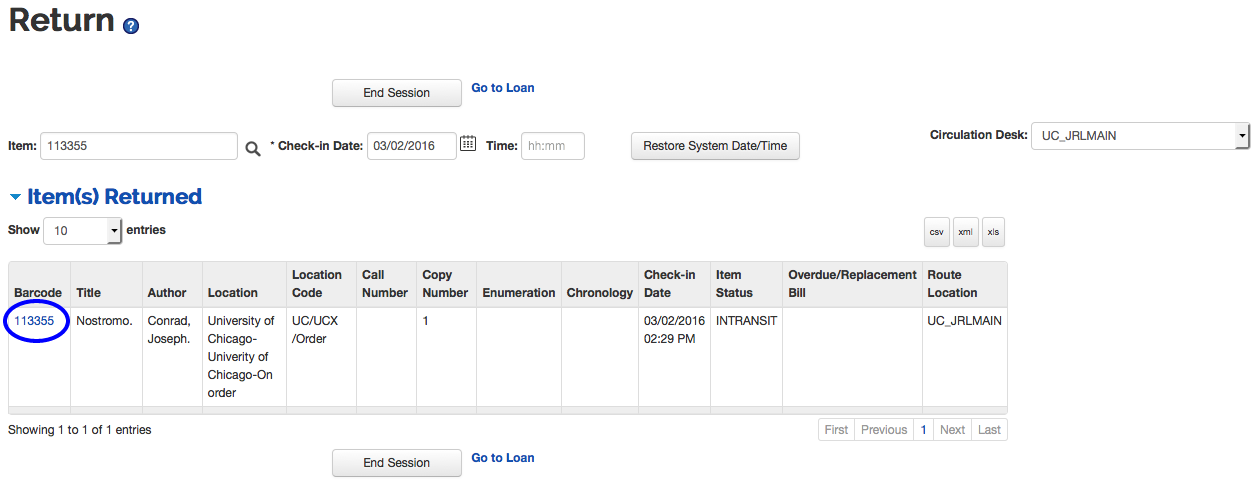 Return ?
End Session Go to Loan
Item: 113355 * Check-in Date: 03/02/2016 Time: hh:mm Restore System Date/Time Circulation Desk: UC_JRLMAIN
Item(s) Returned
Show 10 entries csv xml xls
Barcode
Title
Author
Location
Location
Code
Call
Number
Copy
Number
Enumeration
Chronology
Check-in
Date
Item
Status
Overdue/Replacement
Bill
Route
Location
113355
Nostromo.
Conrad,
Joseph.
University of
Chicago-
Univerity of
Chicago-On
order
UC/UCX
/Order
1
03/02/2016
02:29 PM
INTRANSIT
UC_JRLMAIN
Showing 1 to 1 of 1 entries First Previous 1 Next Last
End Session Go to Loan